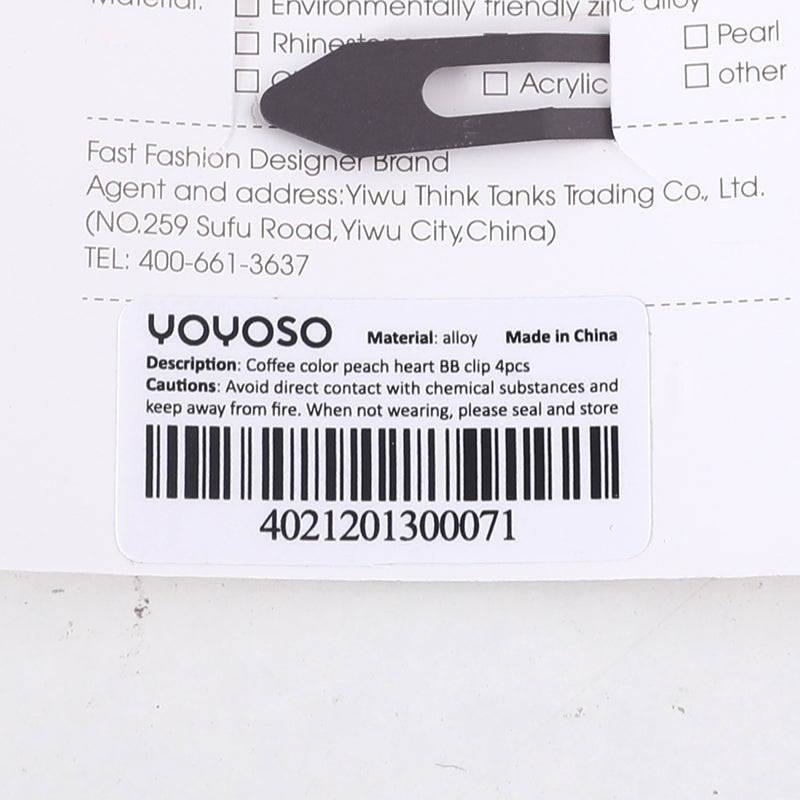 Material: Environmentally friendly zinc alloy
Pearl
Acrylic other
Fast Fashion Designer Brand
Agent and address:Yiwu Think Tanks Trading Co., Ltd.
(NO.259 Sufu Road,Yiwu City,China)
TEL: 400-661-3637
YOYOSO Material: alloy Made in China
Description: Coffee color peach heart BB clip 4pcs
Cautions: Avoid direct contact with chemical substances and
keep away from fire. When not wearing, please seal and store
4021201300071